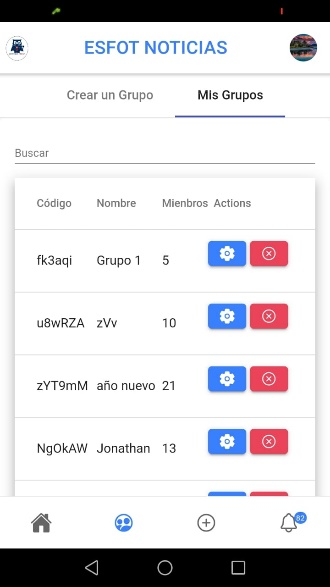 ESFOT NOTICIAS
Crear un Grupo Mis Grupos
Buscar
Código Nombre Mienbros Actions
fk3aqi Grupo 1 5
u8wRZA zVv 10
zYT9mM año nuevo 21
NgOkAW Jonathan 13
82